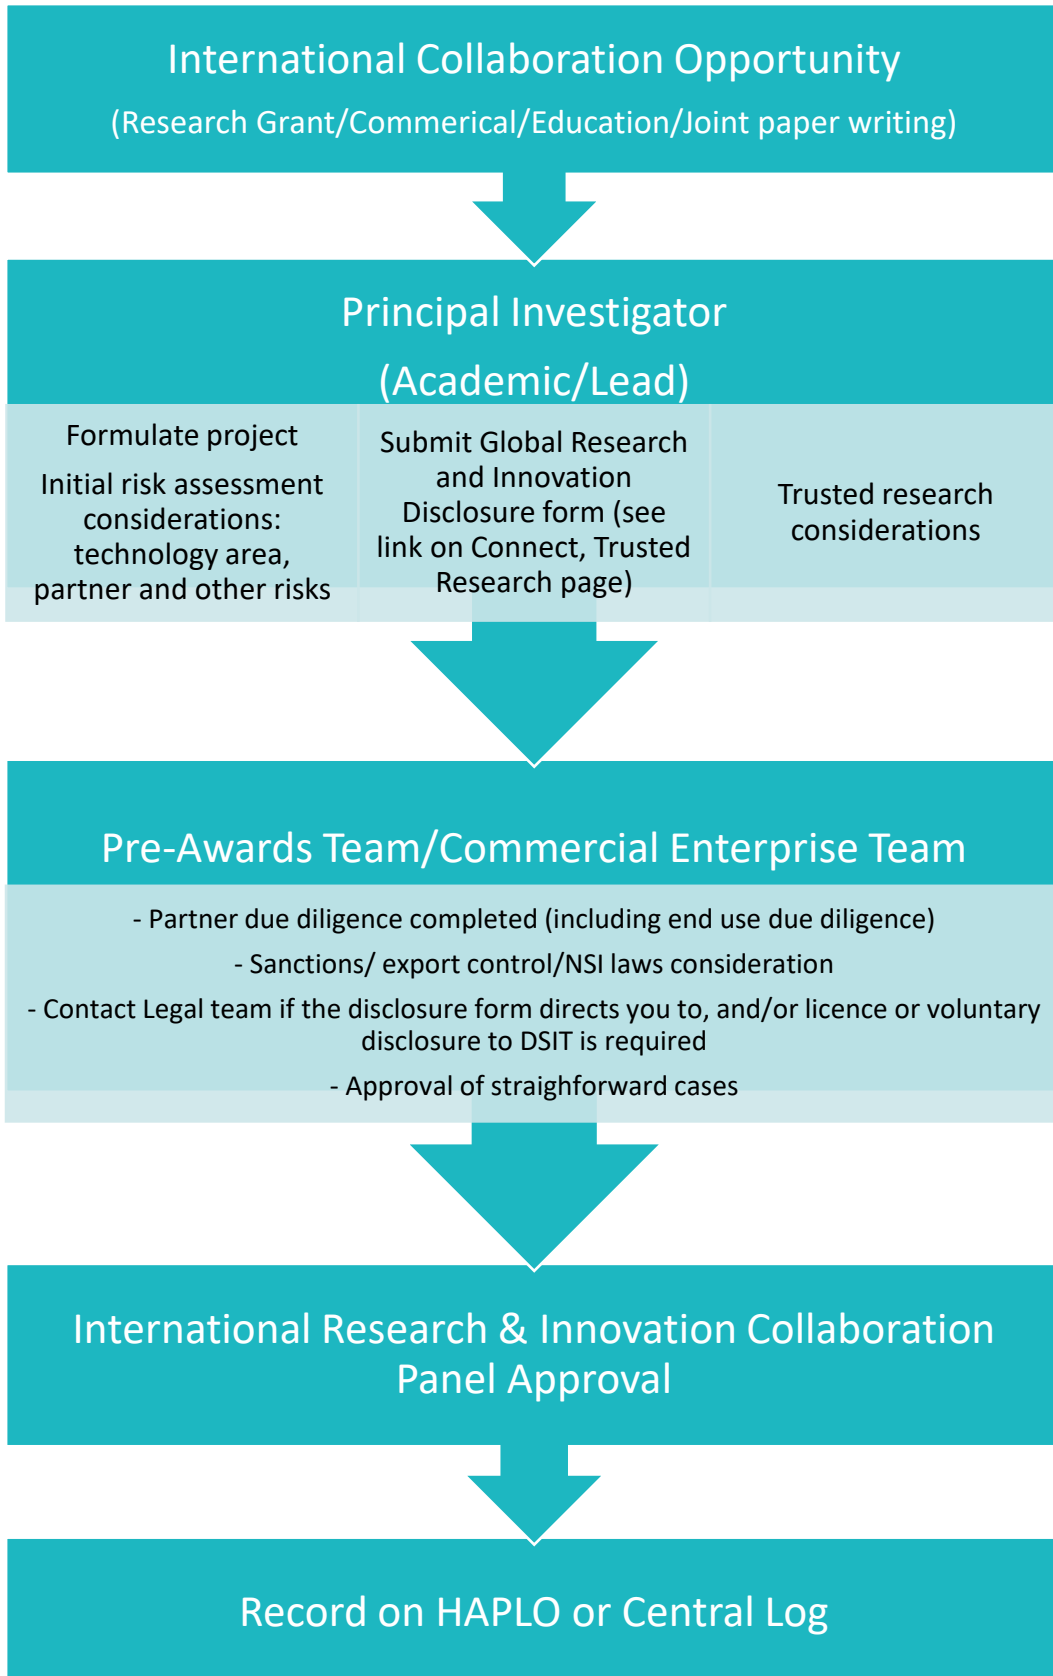 International Collaboration Opportunity
(Research Grant/Commerical/Education/Joint paper writing)
Principal Investigator
(Academic/Lead)
Formulate project
Initial risk assessment
considerations:
technology area,
partner and other risks
Submit Global Research
and Innovation
Disclosure form (see
link on Connect, Trusted
Research page)
Trusted research
considerations
Pre-Awards Team/Commercial Enterprise Team
- Partner due diligence completed (including end use due diligence)
- Sanctions/ export control/NSI laws consideration
- Contact Legal team if the disclosure form directs you to, and/or licence or voluntary
disclosure to DSIT is required
- Approval of straighforward cases
International Research & Innovation Collaboration
Panel Approval
Record on HAPLO or Central Log